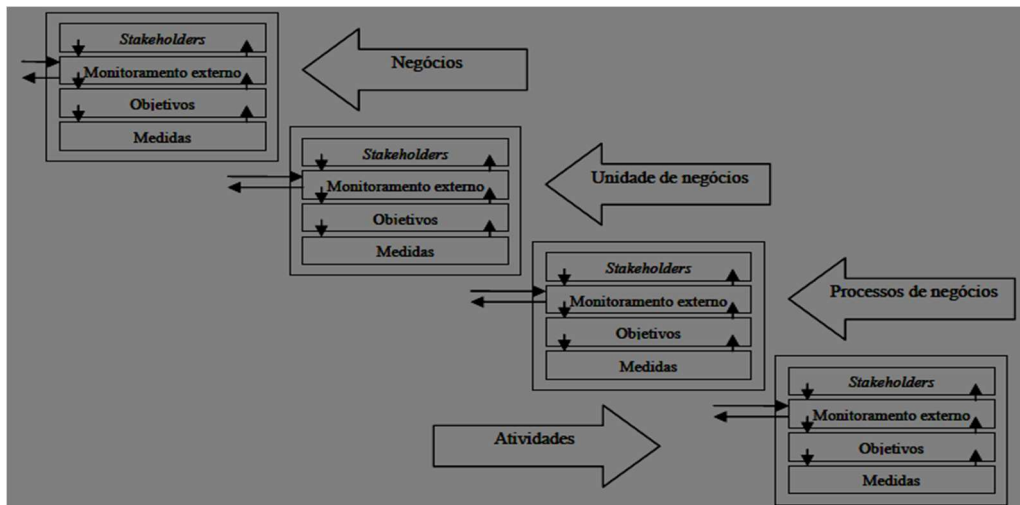 Stakeholders
Monitoramento externo
Objetivos
Medidas
Negócios
Stakeholders
Monitoramento externo
Objetivos
Medidas
Unidade de negócios
Stakeholders
Monitoramento externo
Objetivos
Medidas
Processos de negócios
Stakeholders
Monitoramento externo
Objetivos
Medidas
Atividades